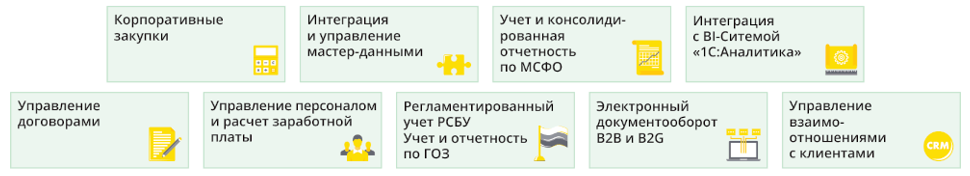 Корпоративные
закупки
Интеграция
и управление
мастер-данными
Учет и консолиди-
рованная
отчетность
по МСФО
Интеграция
с BI-Ситемой
«1С:Аналитика»
Управление
договорами
Управление персоналом
и расчет заработной
платы
Регламентированный
учет РСБУ
Учет и отчетность
по ГОЗ
Электронный
документооборот
B2B и B2G
Управление
взаимо-
отношениями
с клиентами
CRM